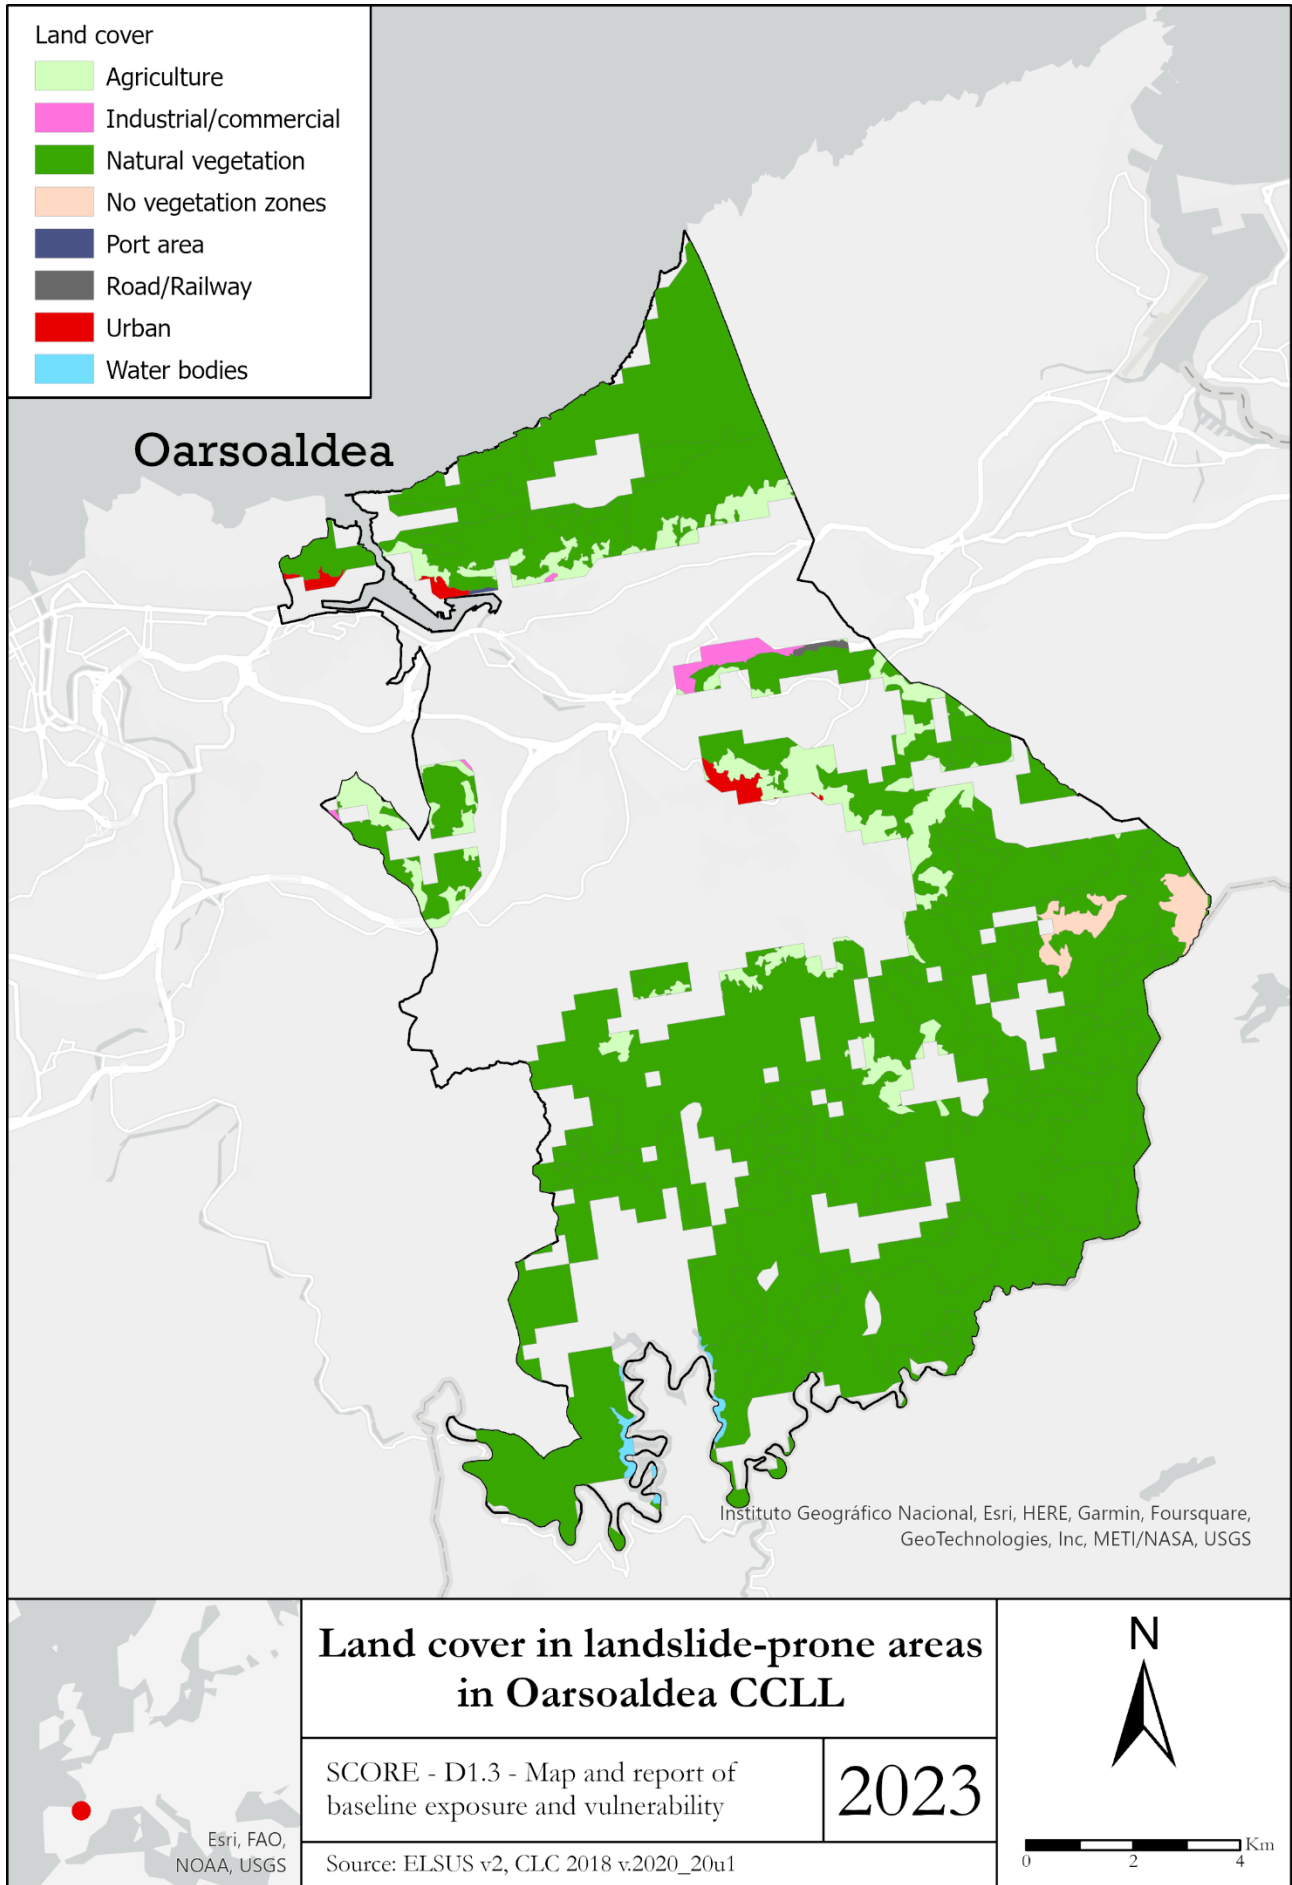 Land cover
Agriculture
Industrial/commercial
Natural vegetation
No vegetation zones
Port area
Road/Railway
Urban
Water bodies
Oarsoaldea
Instituto Geográfico Nacional, Esri, HERE, Garmin, Foursquare,
GeoTechnologies, Inc, METI/NASA, USGS
Esri, FAO,
NOAA, USGS
Land cover in landslide-prone areas
in Oarsoaldea CCLL
SCORE - D1.3 - Map and report of
baseline exposure and vulnerability
2023
Source: ELSUS v2, CLC 2018 v.2020_20u1
N
Km
0 2 4